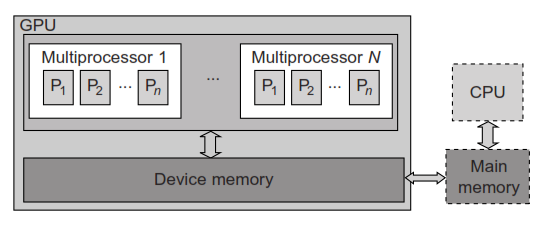 GPU
Multiprocessor 1
P1 P2 ... Pn
...
Multiprocessor N
P1 P2 ... Pn
CPU
Device memory
Main
memory